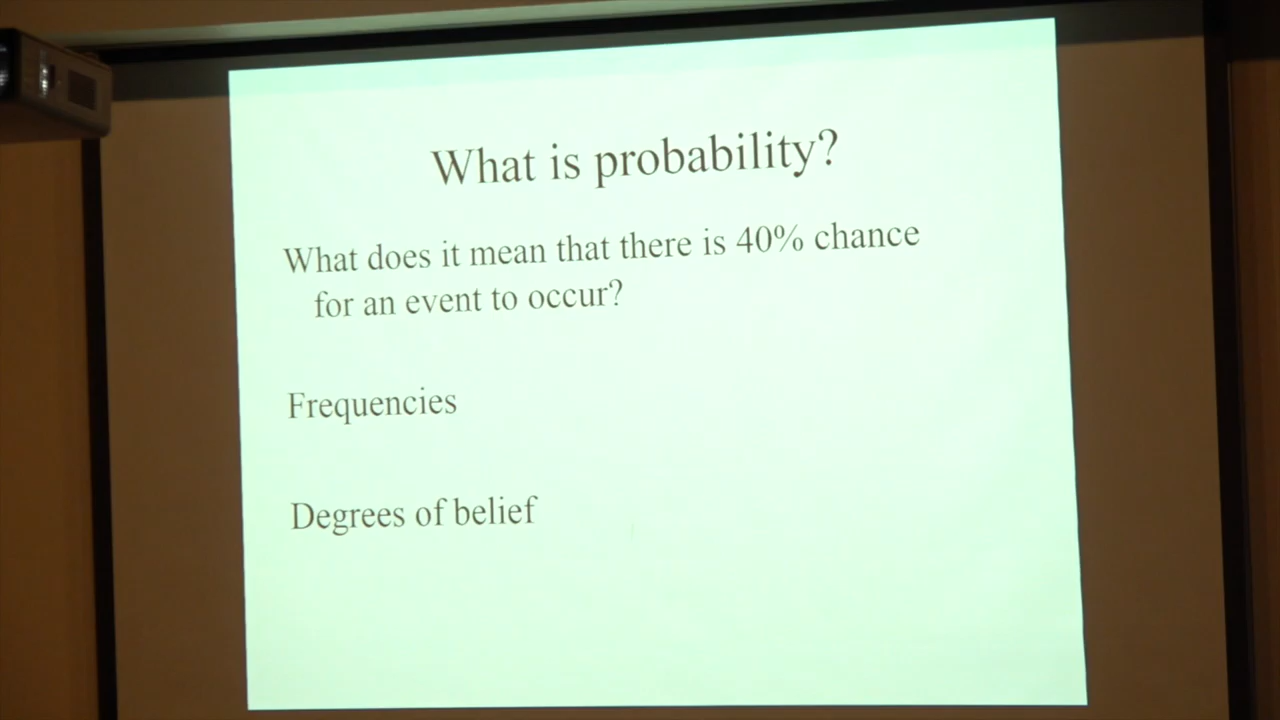 What is probability?
What does it mean that there is 40% chance
for an event to occur?
Frequencies
Degrees of belief